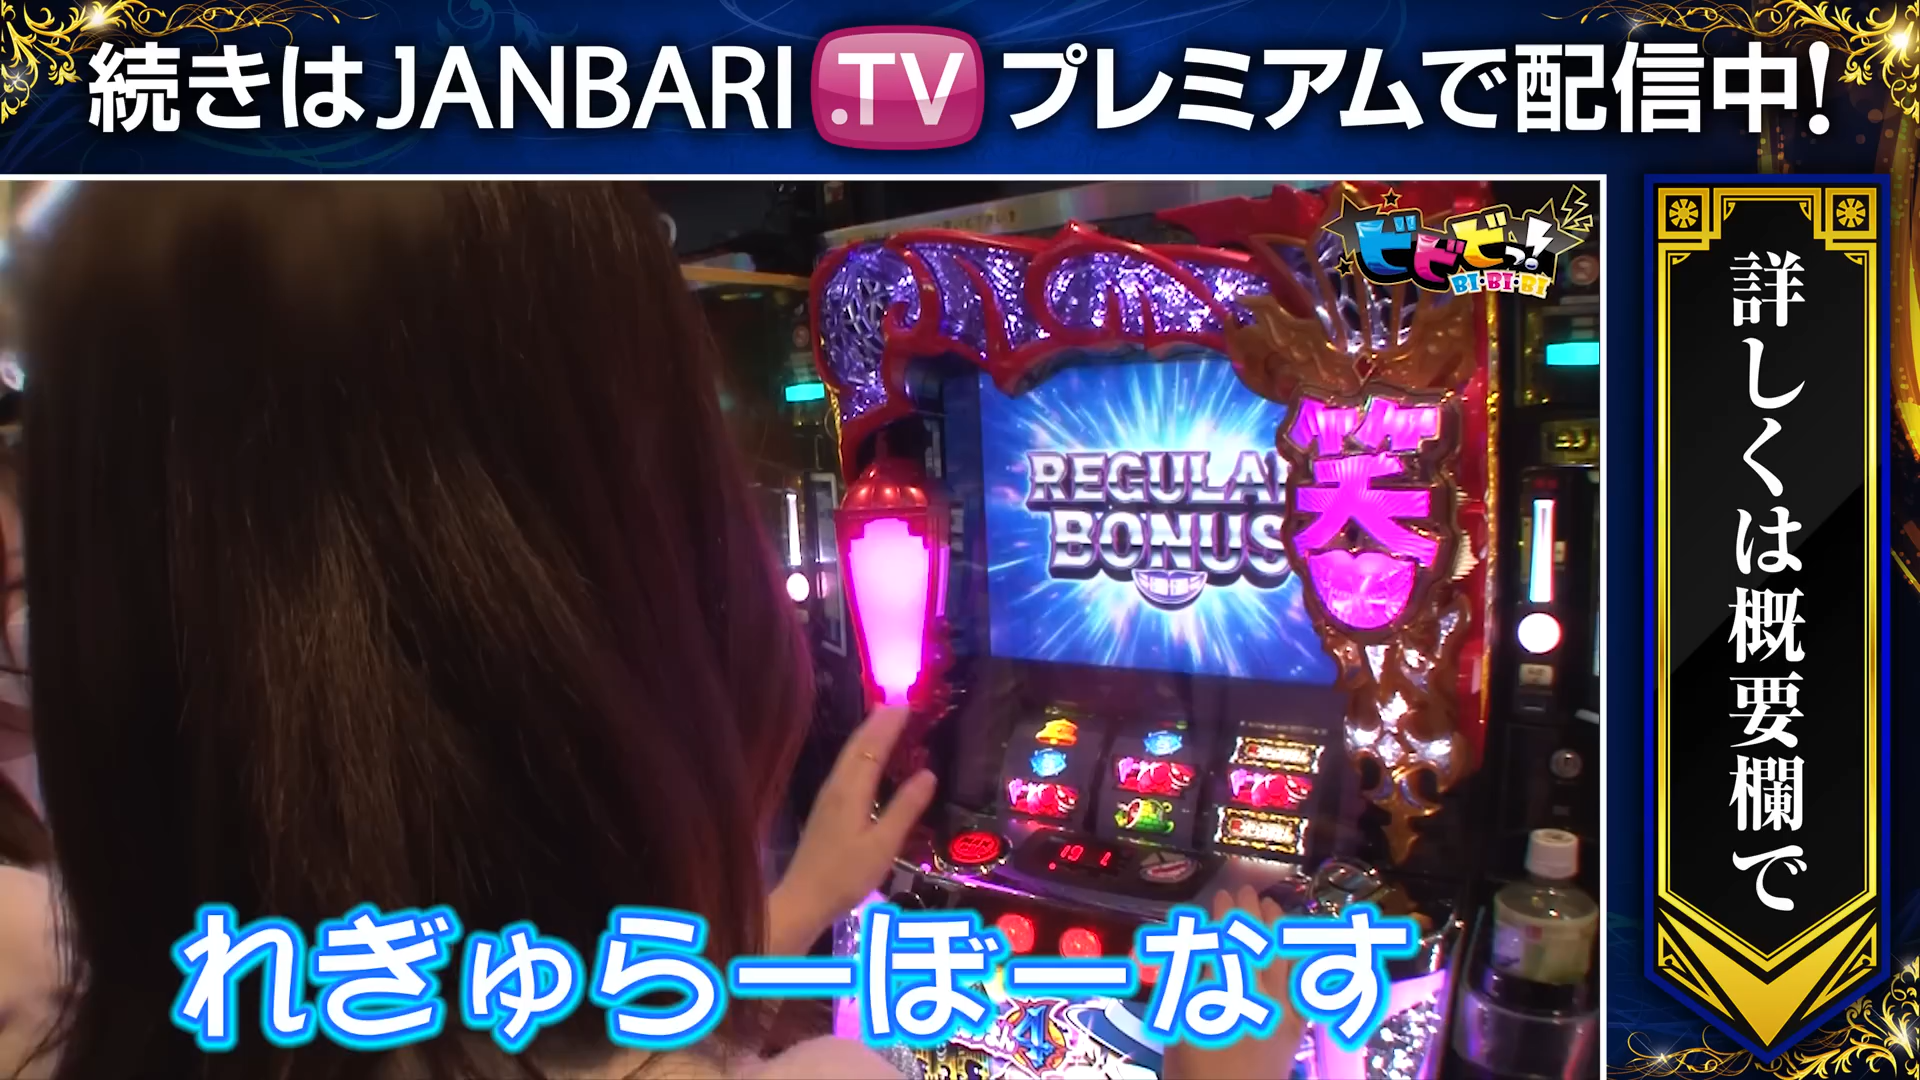 続きはJANBARI.TVプレミアムで配信中!
ビビビっ!
BI・BI・BI
詳しくは概要欄で
REGULAR
BONUS
笑
191
れぎゅらーぼーなす